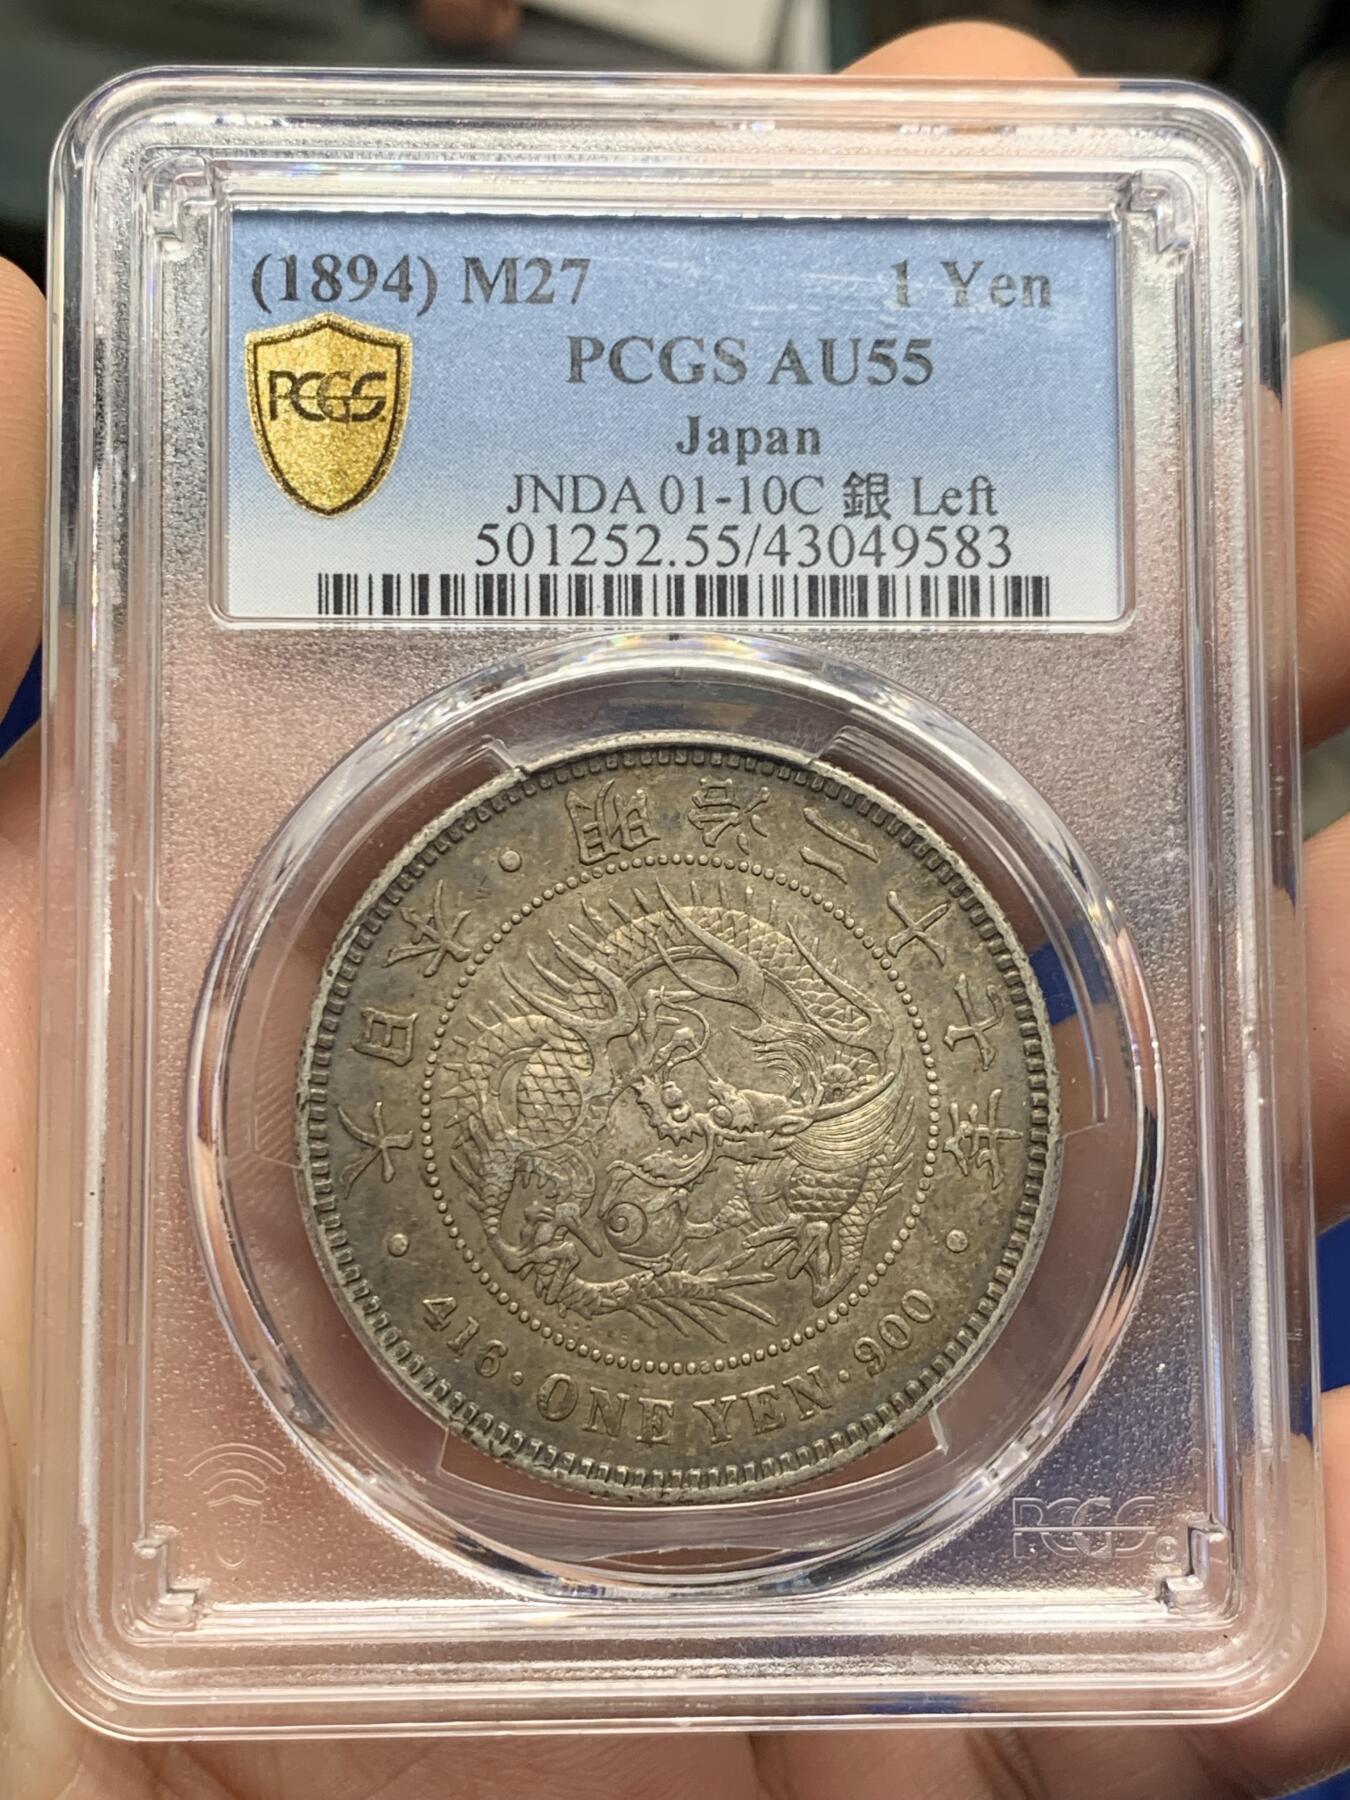 (1894) M27 1 Yen
PCGS AU55
PCGS
Japan
JNDA 01-10C 銀 Left
501252.55/43049583
大日本 · 明治二十七年 ·
416 · ONE YEN · 900
PCGS